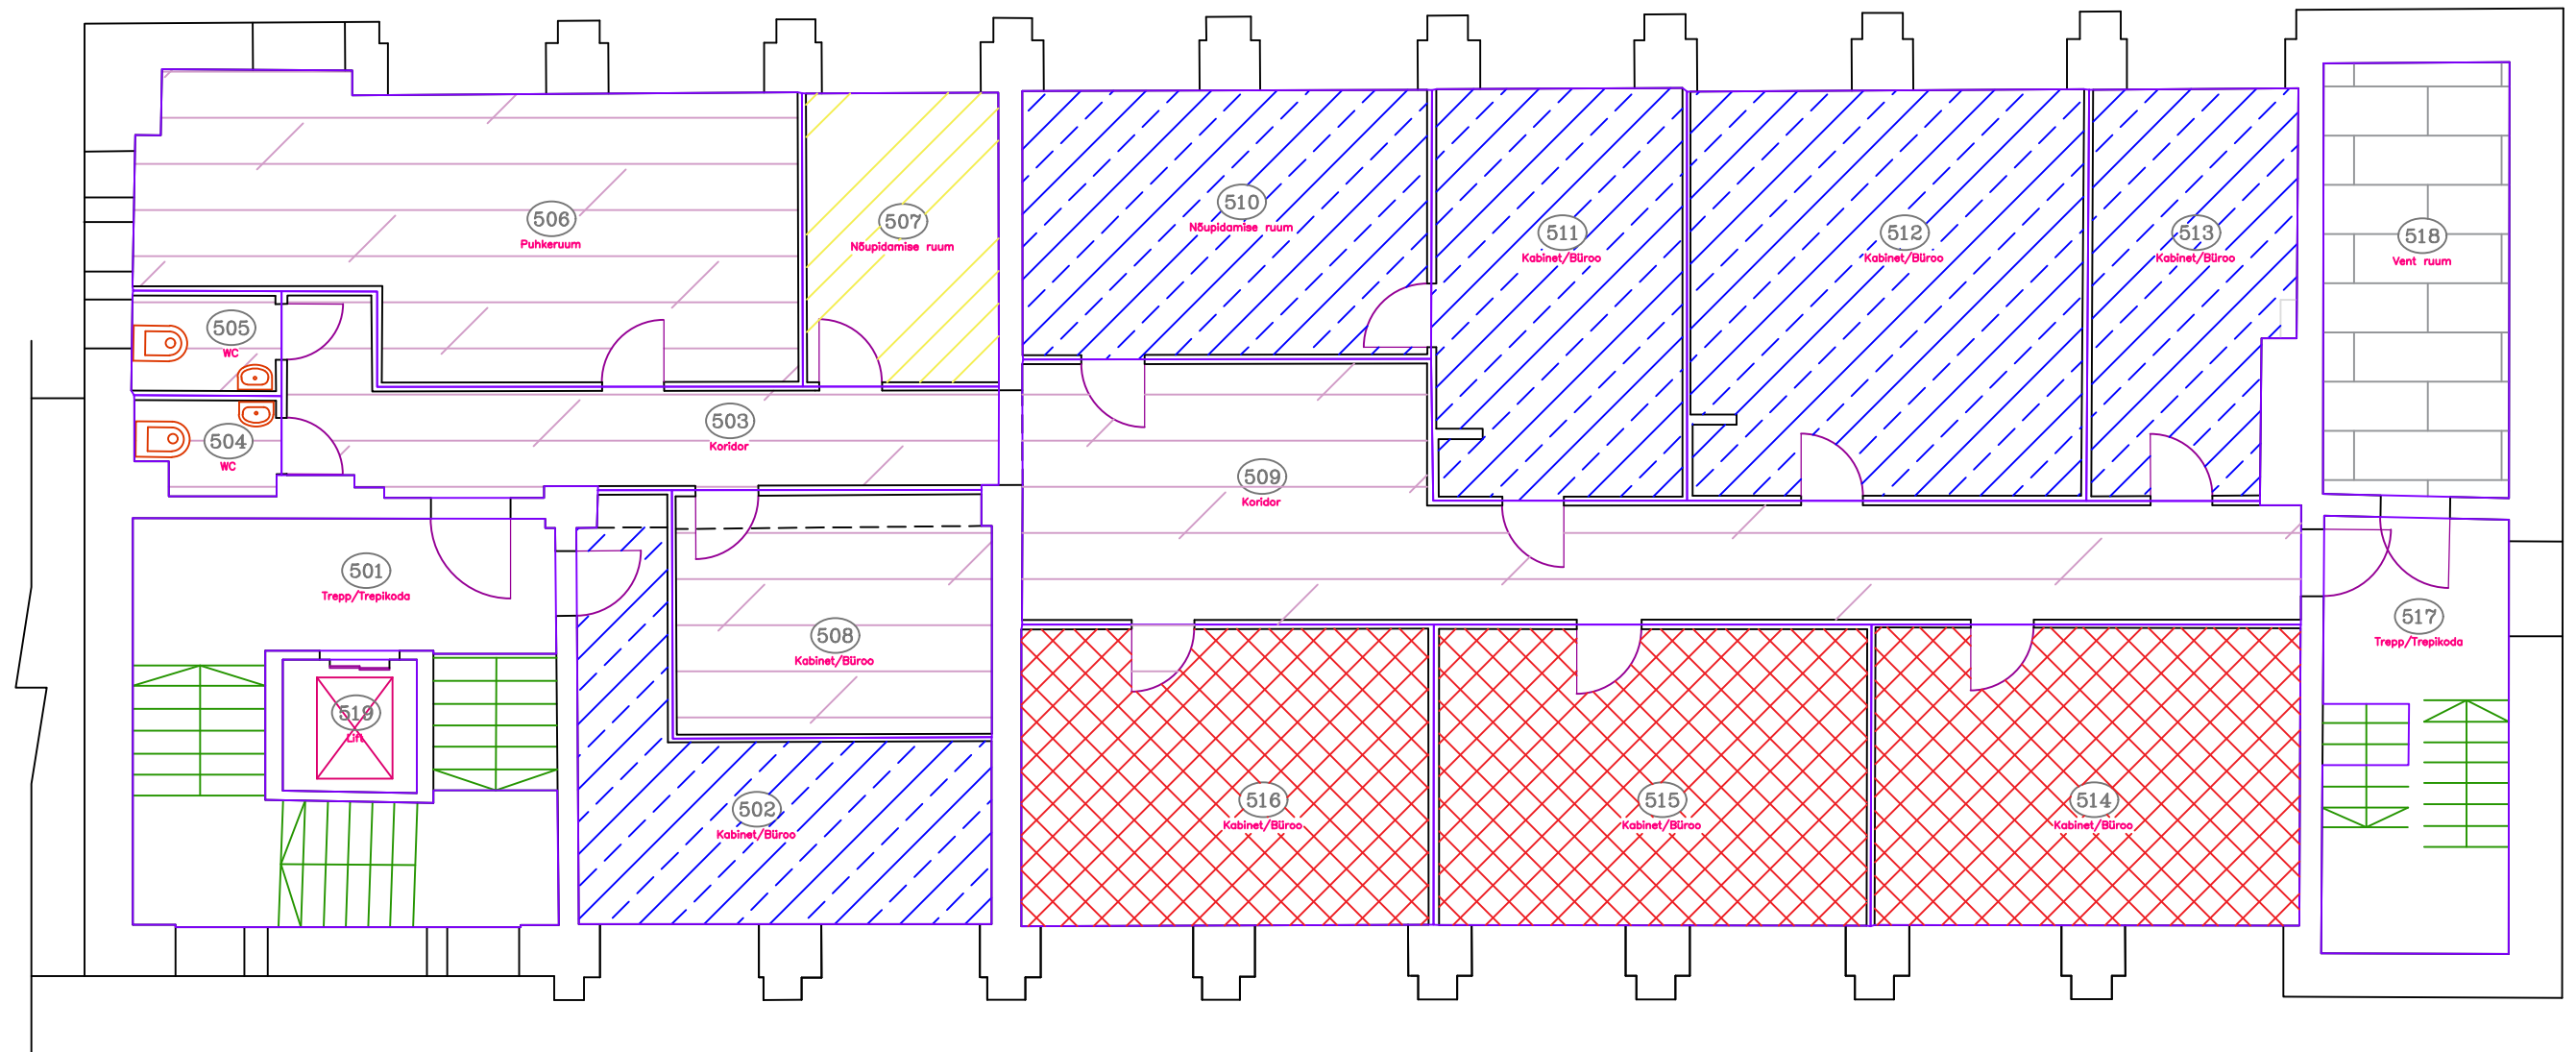 506
Puhkeruum
507
Nõupidamise ruum
510
Nõupidamise ruum
511
Kabinet/Büroo
512
Kabinet/Büroo
513
Kabinet/Büroo
518
Vent ruum
505
WC
504
WC
503
Koridor
509
Koridor
501
Trepp/Trepikoda
508
Kabinet/Büroo
517
Trepp/Trepikoda
519
Lift
502
Kabinet/Büroo
516
Kabinet/Büroo
515
Kabinet/Büroo
514
Kabinet/Büroo